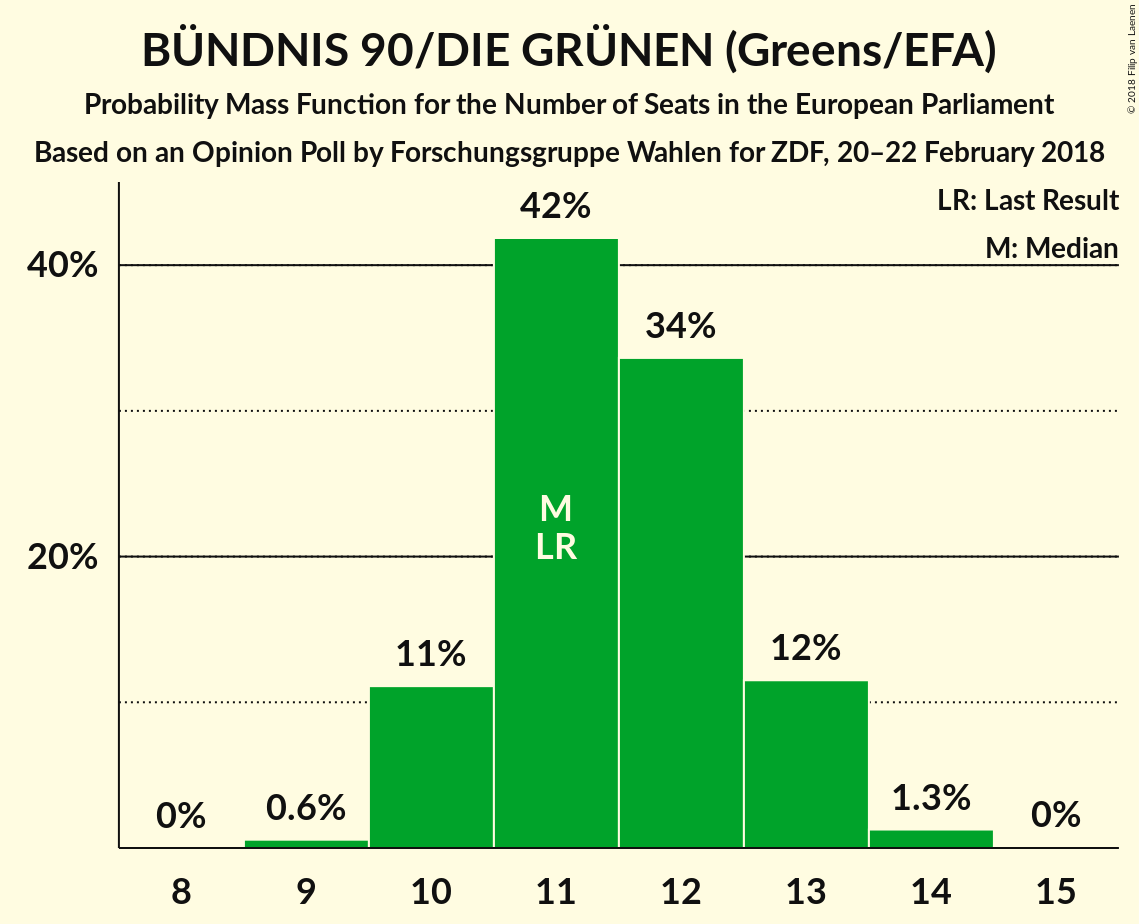 BÜNDNIS 90/DIE GRÜNEN (Greens/EFA)
Probability Mass Function for the Number of Seats in the European Parliament
Based on an Opinion Poll by Forschungsgruppe Wahlen for ZDF, 20–22 February 2018
© 2018 Filip van Laenen
LR: Last Result
M: Median
40%
20%
0%
0.6%
11%
42%
M
LR
34%
12%
1.3%
0%
8 9 10 11 12 13 14 15